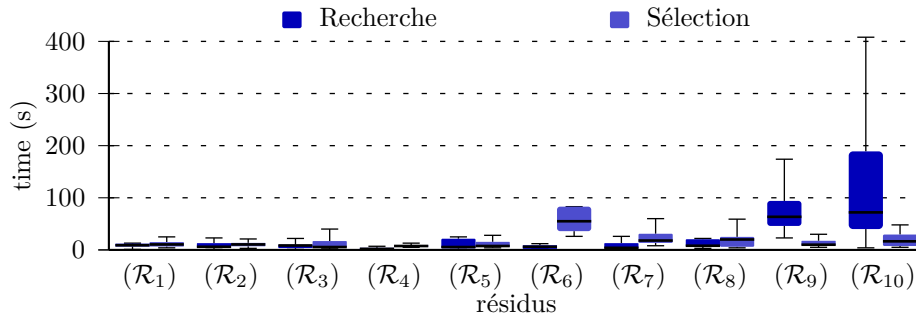 Recherche Sélection
400
300
200
100
0
time (s)
(ℛ₁) (ℛ₂) (ℛ₃) (ℛ₄) (ℛ₅) (ℛ₆) (ℛ₇) (ℛ₈) (ℛ₉) (ℛ₁₀)
résidus